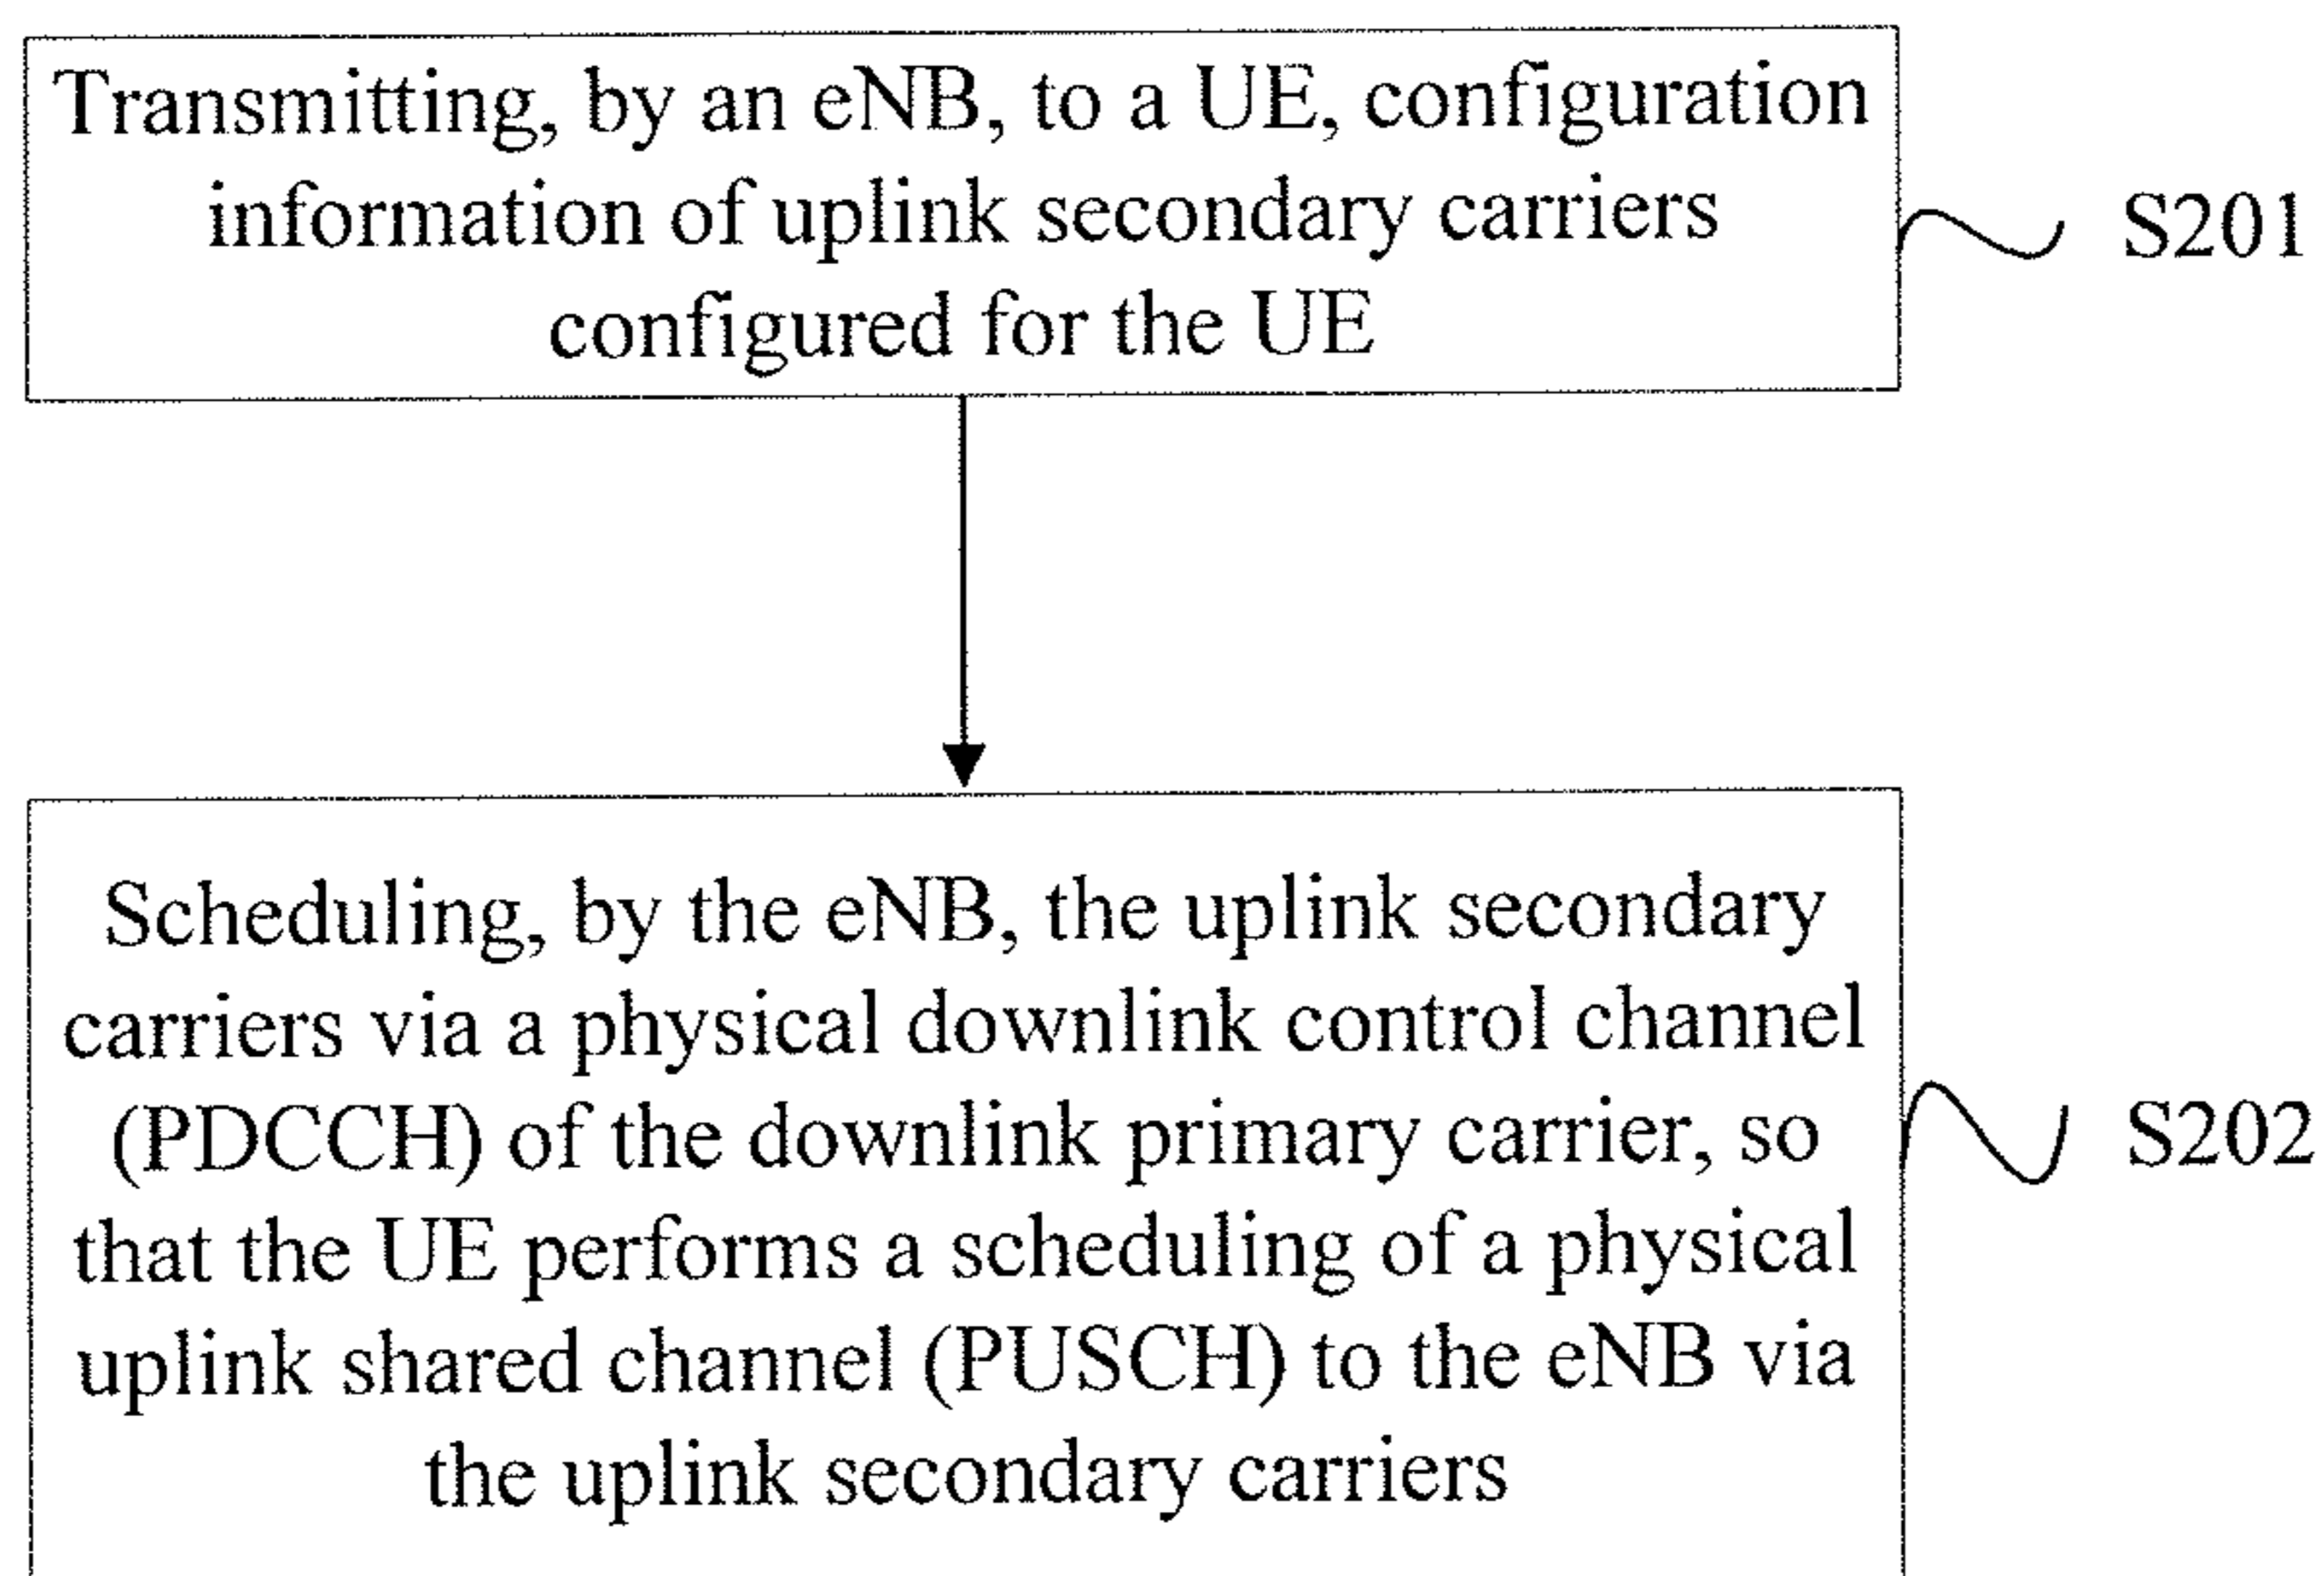 Transmitting, by an eNB, to a UE, configuration
information of uplink secondary carriers
configured for the UE
S201
Scheduling, by the eNB, the uplink secondary
carriers via a physical downlink control channel
(PDCCH) of the downlink primary carrier, so
that the UE performs a scheduling of a physical
uplink shared channel (PUSCH) to the eNB via
the uplink secondary carriers
S202